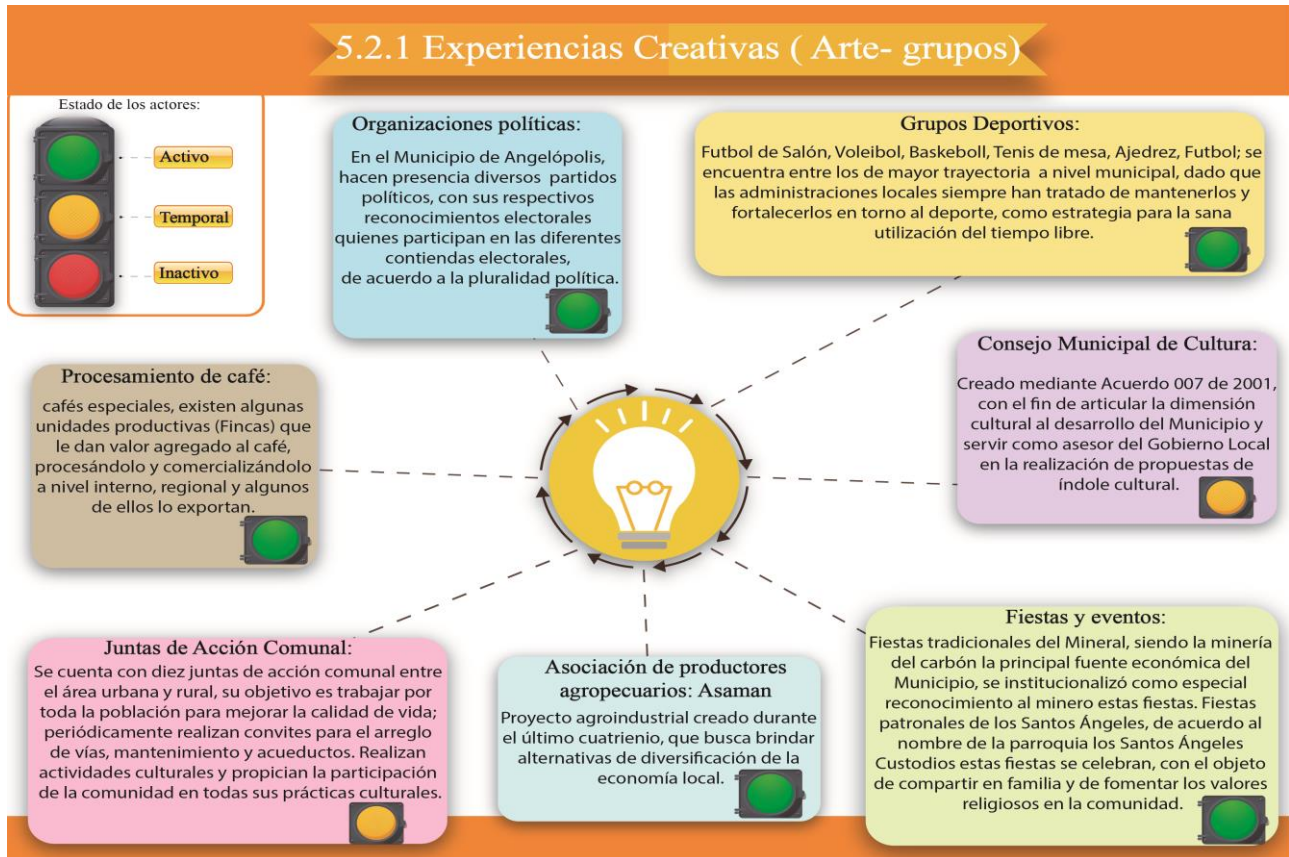 5.2.1 Experiencias Creativas ( Arte- grupos)
Estado de los actores:
Activo
Temporal
Inactivo
Organizaciones políticas:
En el Municipio de Angelópolis,
hacen presencia diversos partidos
políticos, con sus respectivos
reconocimientos electorales
quienes participan en las diferentes
contiendas electorales,
de acuerdo a la pluralidad política.
Grupos Deportivos:
Futbol de Salón, Voleibol, Baskeboll, Tenis de mesa, Ajedrez, Futbol; se
encuentra entre los de mayor trayectoria a nivel municipal, dado que
las administraciones locales siempre han tratado de mantenerlos y
fortalecerlos en torno al deporte, como estrategia para la sana
utilización del tiempo libre.
Procesamiento de café:
cafés especiales, existen algunas
unidades productivas (Fincas) que
le dan valor agregado al café,
procesándolo y comercializándolo
a nivel interno, regional y algunos
de ellos lo exportan.
Consejo Municipal de Cultura:
Creado mediante Acuerdo 007 de 2001,
con el fin de articular la dimensión
cultural al desarrollo del Municipio y
servir como asesor del Gobierno Local
en la realización de propuestas de
índole cultural.
Juntas de Acción Comunal:
Se cuenta con diez juntas de acción comunal entre
el área urbana y rural, su objetivo es trabajar por
toda la población para mejorar la calidad de vida;
periódicamente realizan convites para el arreglo
de vías, mantenimiento y acueductos. Realizan
actividades culturales y propician la participación
de la comunidad en todas sus prácticas culturales.
Asociación de productores
agropecuarios: Asaman
Proyecto agroindustrial creado durante
el último cuatrienio, que busca brindar
alternativas de diversificación de la
economía local.
Fiestas y eventos:
Fiestas tradicionales del Mineral, siendo la minería
del carbón la principal fuente económica del
Municipio, se institucionalizó como especial
reconocimiento al minero estas fiestas. Fiestas
patronales de los Santos Ángeles, de acuerdo al
nombre de la parroquia los Santos Ángeles
Custodios estas fiestas se celebran, con el objeto
de compartir en familia y de fomentar los valores
religiosos en la comunidad.